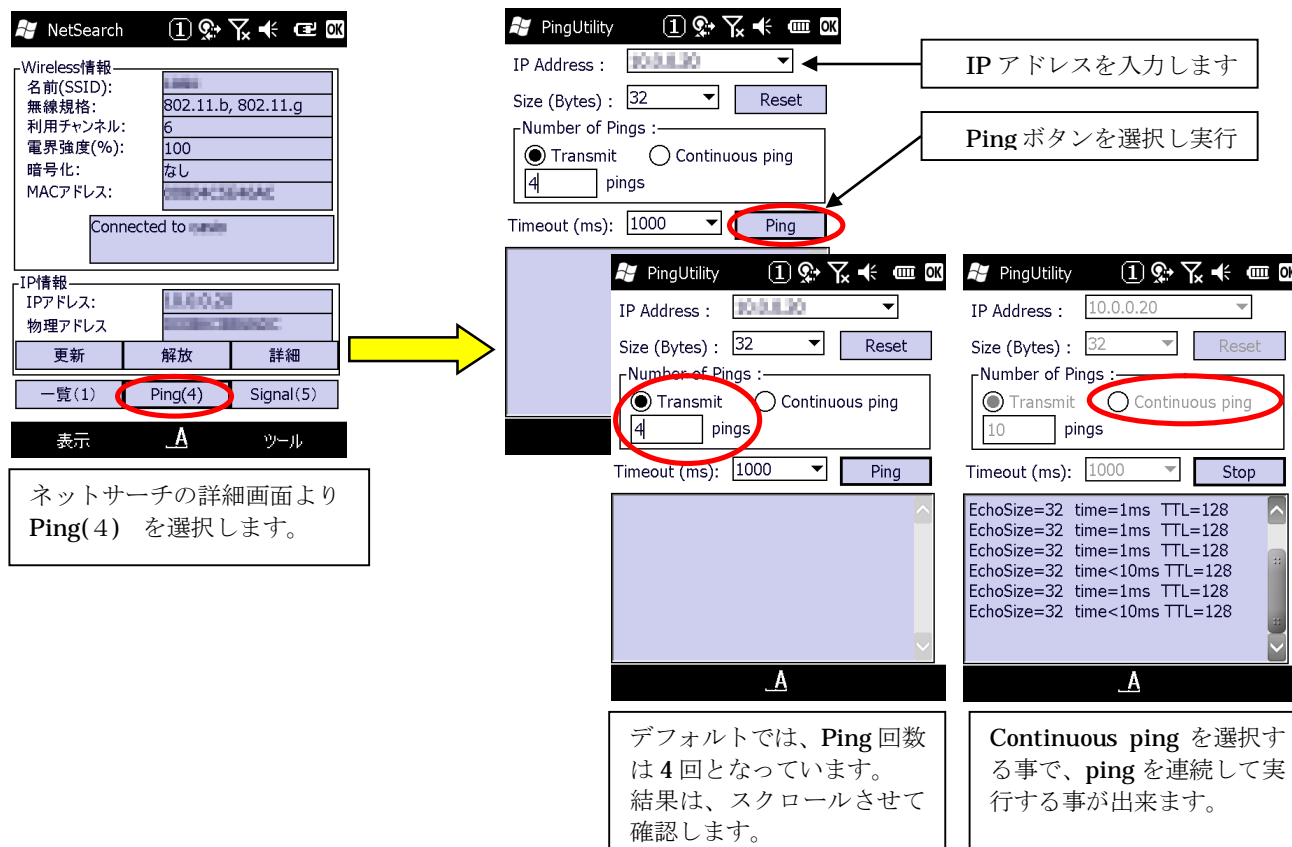 NetSearch 1 OK
Wireless情報
名前(SSID):
無線規格: 802.11.b, 802.11.g
利用チャンネル: 6
電界強度(%): 100
暗号化: なし
MACアドレス:
Connected to
IP情報
IPアドレス:
物理アドレス
更新 解放 詳細
一覧(1) Ping(4) Signal(5)
表示 A ツール
ネットサーチの詳細画面より
Ping(４) を選択します。
PingUtility 1 OK
IP Address :
Size (Bytes) : 32 Reset
Number of Pings :
Transmit Continuous ping
4 pings
Timeout (ms): 1000 Ping
IP アドレスを入力します
Ping ボタンを選択し実行
PingUtility 1 OK
IP Address :
Size (Bytes) : 32 Reset
Number of Pings :
Transmit Continuous ping
4 pings
Timeout (ms): 1000 Ping
A
デフォルトでは、Ping 回数
は 4 回となっています。
結果は、スクロールさせて
確認します。
PingUtility 1 OK
IP Address : 10.0.0.20
Size (Bytes) : 32 Reset
Number of Pings :
Transmit Continuous ping
10 pings
Timeout (ms): 1000 Stop
EchoSize=32 time=1ms TTL=128
EchoSize=32 time=1ms TTL=128
EchoSize=32 time=1ms TTL=128
EchoSize=32 time<10ms TTL=128
EchoSize=32 time=1ms TTL=128
EchoSize=32 time<10ms TTL=128
A
Continuous ping を選択す
る事で、ping を連続して実
行する事が出来ます。